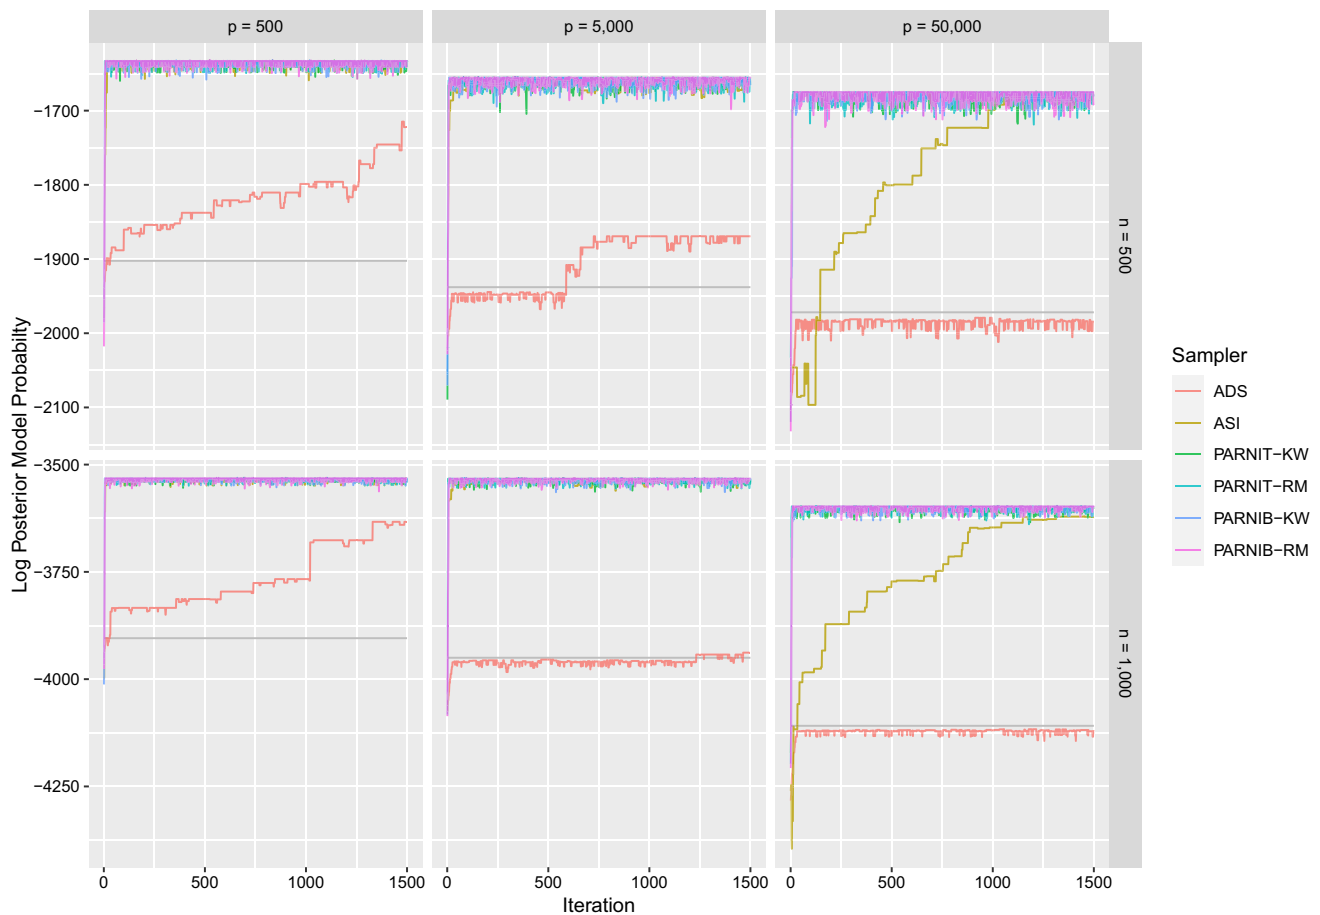 p = 500
p = 5,000
p = 50,000
−1700
−1800
−1900
−2000
−2100
n = 500
−3500
−3750
−4000
−4250
n = 1,000
0
500
1000
1500
0
500
1000
1500
0
500
1000
1500
Iteration
Log Posterior Model Probabilty
Sampler
ADS
ASI
PARNIT−KW
PARNIT−RM
PARNIB−KW
PARNIB−RM